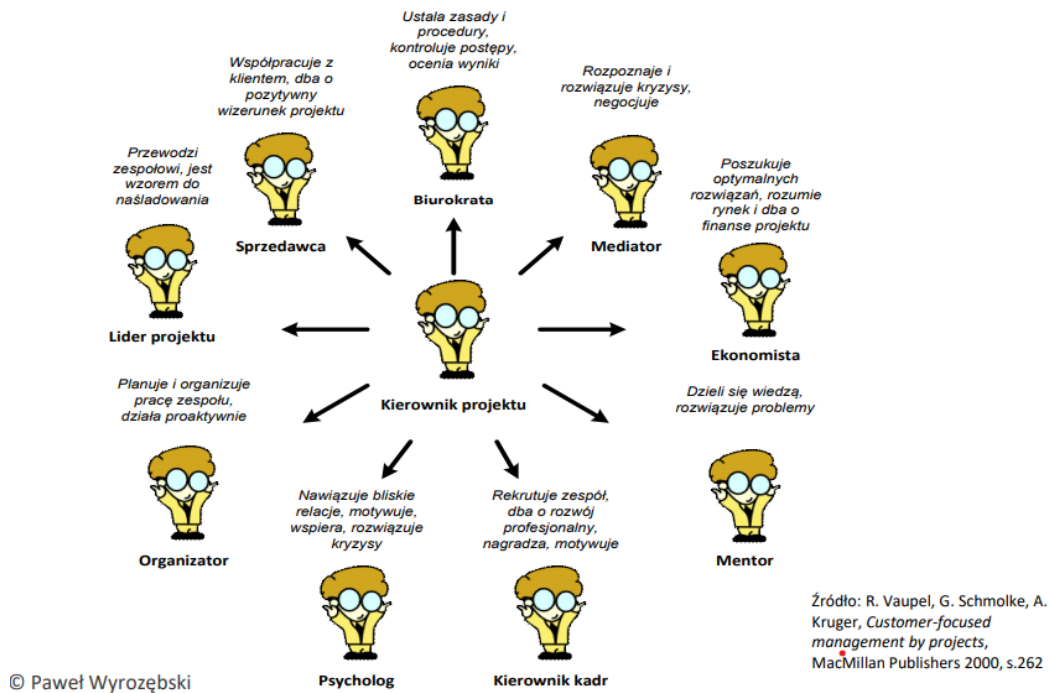 Ustala zasady i
procedury,
kontroluje postępy,
ocenia wyniki
Biurokrata
Współpracuje z
klientem, dba o
pozytywny
wizerunek projektu
Sprzedawca
Rozpoznaje i
rozwiązuje kryzysy,
negocjuje
Mediator
Przewodzi
zespołowi, jest
wzorem do
naśladowania
Lider projektu
Poszukuje
optymalnych
rozwiązań, rozumie
rynek i dba o
finanse projektu
Ekonomista
Kierownik projektu
Planuje i organizuje
pracę zespołu,
działa proaktywnie
Organizator
Dzieli się wiedzą,
rozwiązuje problemy
Mentor
Nawiązuje bliskie
relacje, motywuje,
wspiera, rozwiązuje
kryzysy
Psycholog
Rekrutuje zespół,
dba o rozwój
profesjonalny,
nagradza, motywuje
Kierownik kadr
Źródło: R. Vaupel, G. Schmolke, A.
Kruger, Customer-focused
management by projects,
MacMillan Publishers 2000, s.262
© Paweł Wyrozębski